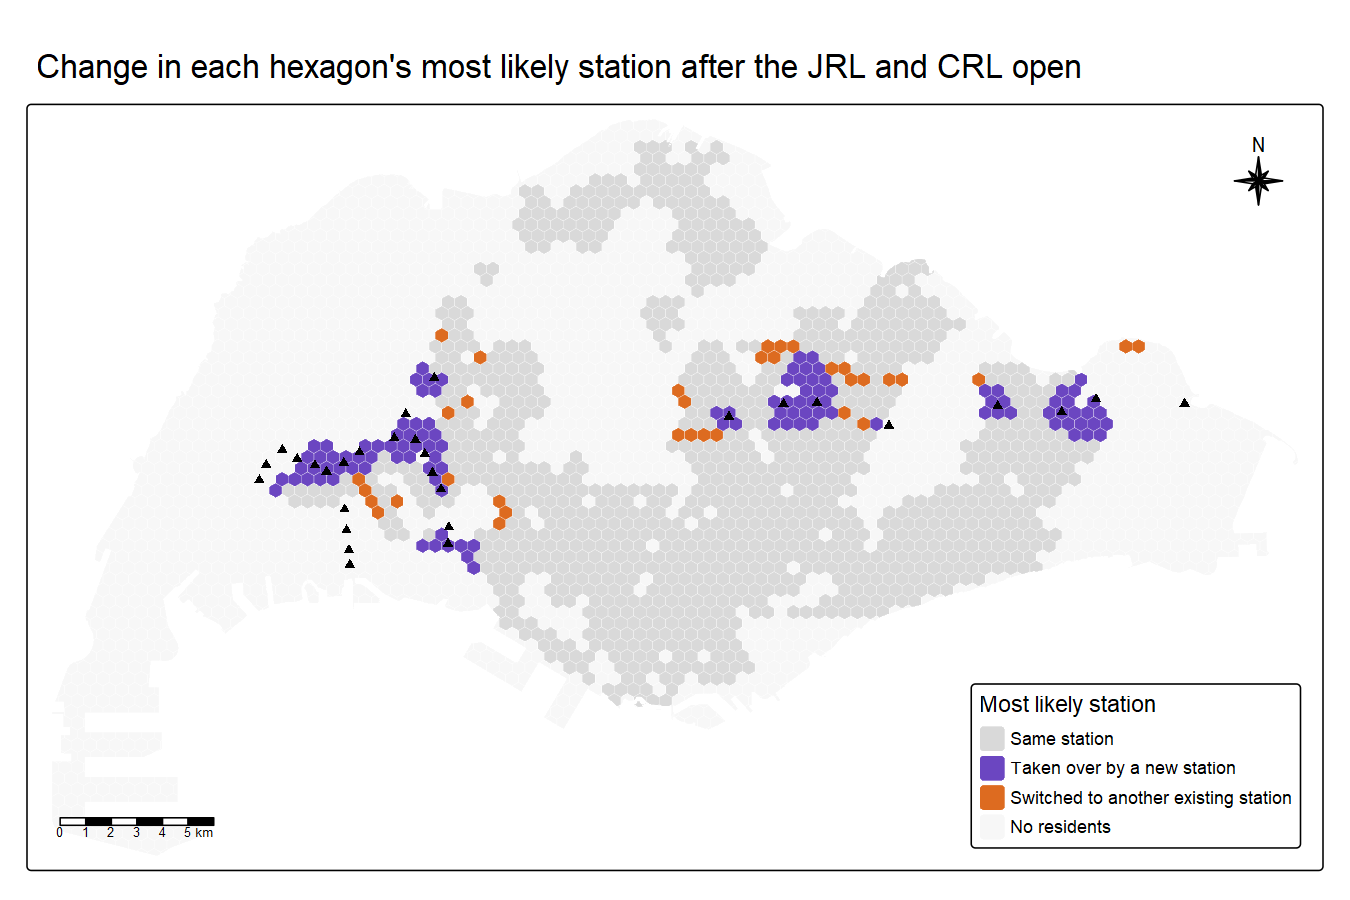 Change in each hexagon's most likely station after the JRL and CRL open
N
Most likely station
Same station
Taken over by a new station
Switched to another existing station
No residents
0 1 2 3 4 5 km